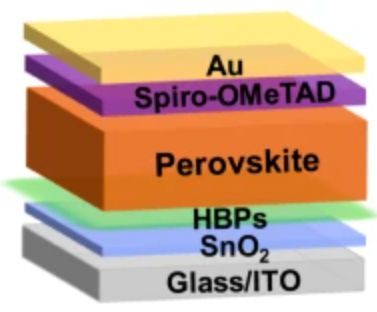 Au
Spiro-OMeTAD
Perovskite
HBPs
SnO₂
Glass/ITO